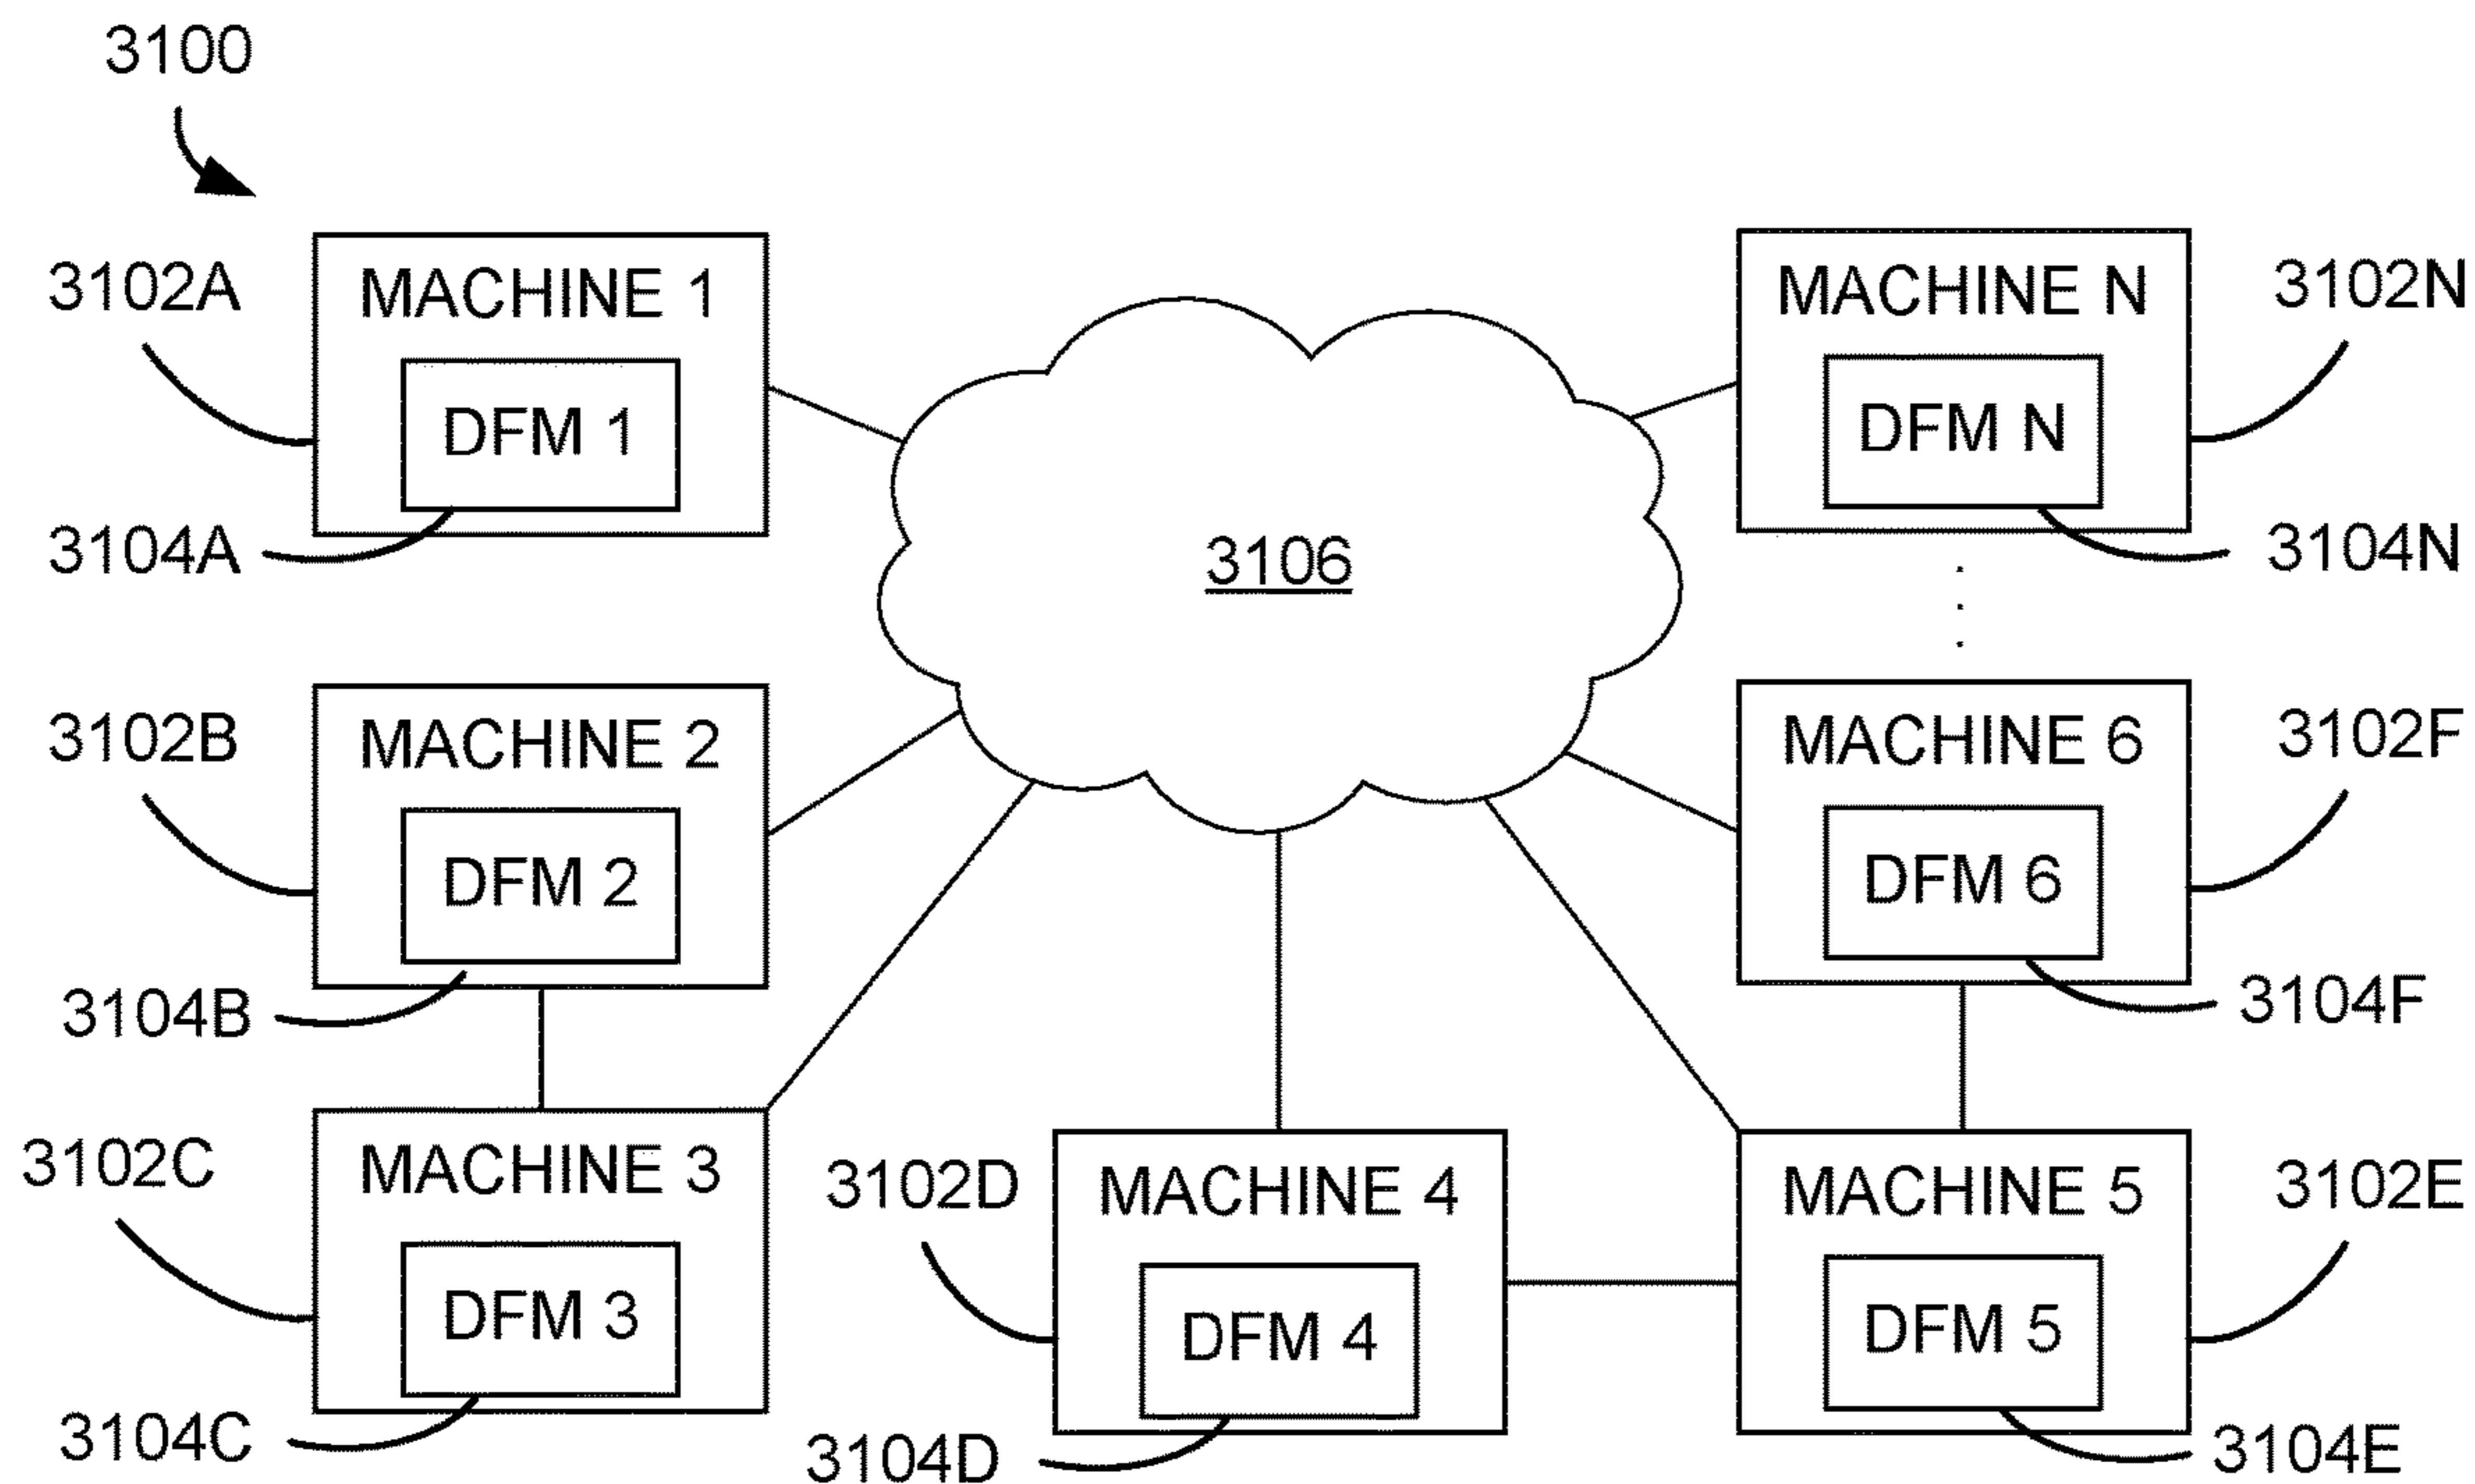 3100
3102A
MACHINE 1
DFM 1
3104A
3106
MACHINE N
DFM N
3102N
3104N
3102B
MACHINE 2
DFM 2
3104B
MACHINE 6
DFM 6
3102F
3104F
3102C
MACHINE 3
DFM 3
3104C
3102D
MACHINE 4
DFM 4
3104D
MACHINE 5
DFM 5
3102E
3104E